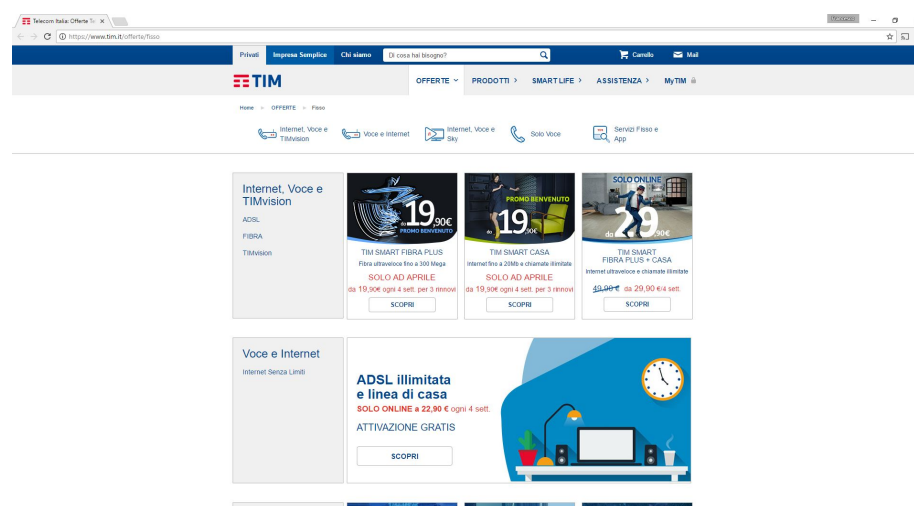 Telecom Italia: Offerte Te
https://www.tim.it/offerte/fisso
Privati
Impresa Semplice
Chi siamo
Di cosa hai bisogno?
Carrello
Mail
TIM
OFFERTE
PRODOTTI
SMART LIFE
ASSISTENZA
MyTIM
Home
OFFERTE
Fisso
Internet, Voce e
TIMvision
Voce e Internet
Internet, Voce e
Sky
Solo Voce
Servizi Fisso e
App
Internet, Voce e
TIMvision
ADSL
FIBRA
TIMvision
da 19,90€
PROMO BENVENUTO
TIM SMART FIBRA PLUS
Fibra ultraveloce fino a 300 Mega
SOLO AD APRILE
da 19,90€ ogni 4 sett. per 3 rinnovi
SCOPRI
PROMO BENVENUTO
da 19,90€
TIM SMART CASA
Internet fino a 20Mb e chiamate illimitate
SOLO AD APRILE
da 19,90€ ogni 4 sett. per 3 rinnovi
SCOPRI
SOLO ONLINE
da 29,90€
TIM SMART
FIBRA PLUS + CASA
Internet ultraveloce e chiamate illimitate
49,90 € da 29,90 €/4 sett.
SCOPRI
Voce e Internet
Internet Senza Limiti
ADSL illimitata
e linea di casa
SOLO ONLINE a 22,90 € ogni 4 sett.
ATTIVAZIONE GRATIS
SCOPRI